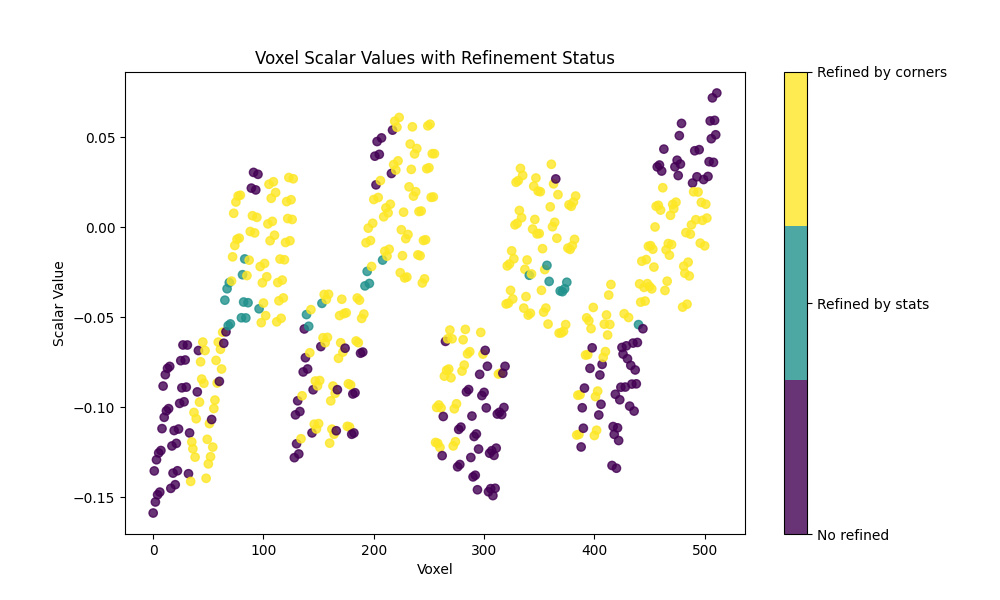 Voxel Scalar Values with Refinement Status
Scalar Value
0.05
0.00
−0.05
−0.10
−0.15
0 100 200 300 400 500
Voxel
Refined by corners
Refined by stats
No refined